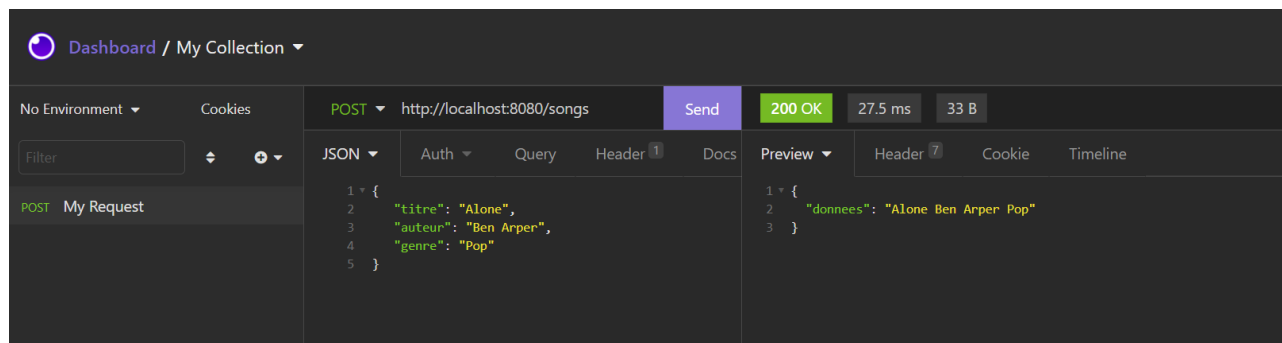 Dashboard / My Collection
No Environment Cookies POST http://localhost:8080/songs Send 200 OK 27.5 ms 33 B
Filter JSON Auth Query Header 1 Docs Preview Header 7 Cookie Timeline
POST My Request
1 {
2 "titre": "Alone",
3 "auteur": "Ben Arper",
4 "genre": "Pop"
5 }
1 {
2 "donnees": "Alone Ben Arper Pop"
3 }